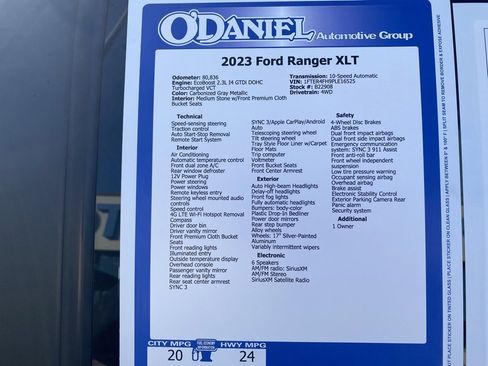 O'DANIEL
Automotive Group
2023 Ford Ranger XLT
Odometer: 80,836
Engine: EcoBoost 2.3L I4 GTDi DOHC
Turbocharged VCT
Color: Carbonized Gray Metallic
Interior: Medium Stone w/Front Premium Cloth
Bucket Seats
Transmission: 10-Speed Automatic
VIN: 1FTER4FH9PLE16525
Stock #: B22908
Drivetrain: 4WD
Technical
Speed-sensing steering
Traction control
Auto Start-Stop Removal
Remote Start System
Interior
Air Conditioning
Automatic temperature control
Front dual zone A/C
Rear window defroster
12V Power Plug
Power steering
Power windows
Remote keyless entry
Steering wheel mounted audio
controls
Speed control
4G LTE Wi-Fi Hotspot Removal
Compass
Driver door bin
Driver vanity mirror
Front Premium Cloth Bucket
Seats
Front reading lights
Illuminated entry
Outside temperature display
Overhead console
Passenger vanity mirror
Rear reading lights
Rear seat center armrest
SYNC 3
SYNC 3/Apple CarPlay/Android
Auto
Telescoping steering wheel
Tilt steering wheel
Tray Style Floor Liner w/Carpet
Floor Mats
Trip computer
Voltmeter
Front Bucket Seats
Front Center Armrest
Exterior
Auto High-beam Headlights
Delay-off headlights
Front fog lights
Fully automatic headlights
Bumpers: body-color
Plastic Drop-In Bedliner
Power door mirrors
Rear step bumper
Alloy wheels
Wheels: 17" Silver-Painted
Aluminum
Variably intermittent wipers
Electronic
6 Speakers
AM/FM radio: SiriusXM
AM/FM Stereo
SiriusXM Satellite Radio
Safety
4-Wheel Disc Brakes
ABS brakes
Dual front impact airbags
Dual front side impact airbags
Emergency communication
system: SYNC 3 911 Assist
Front anti-roll bar
Front wheel independent
suspension
Low tire pressure warning
Occupant sensing airbag
Overhead airbag
Brake assist
Electronic Stability Control
Exterior Parking Camera Rear
Panic alarm
Security system
Additional
1 Owner
CITY MPG
20
HWY MPG
24